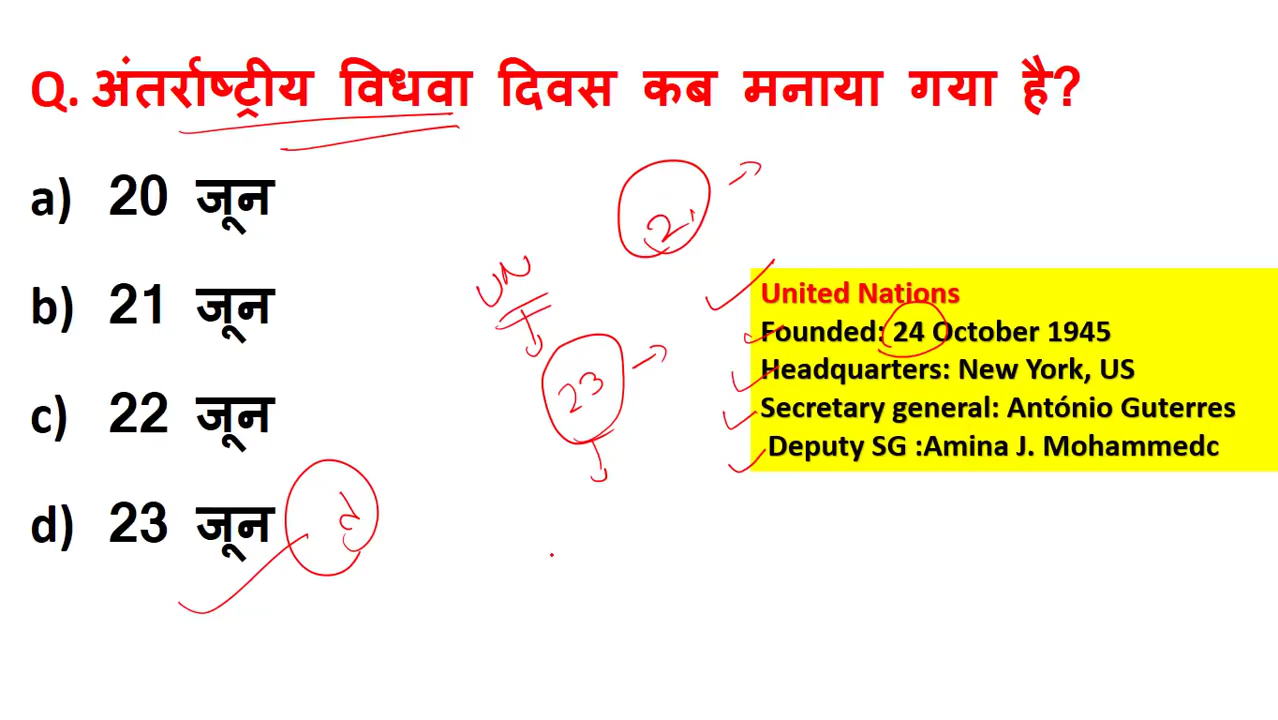 Q. अंतर्राष्ट्रीय विधवा दिवस कब मनाया गया है?
a) 20 जून
b) 21 जून
c) 22 जून
d) 23 जून
2
UN
23
United Nations
Founded: 24 October 1945
Headquarters: New York, US
Secretary general: António Guterres
Deputy SG :Amina J. Mohammedc